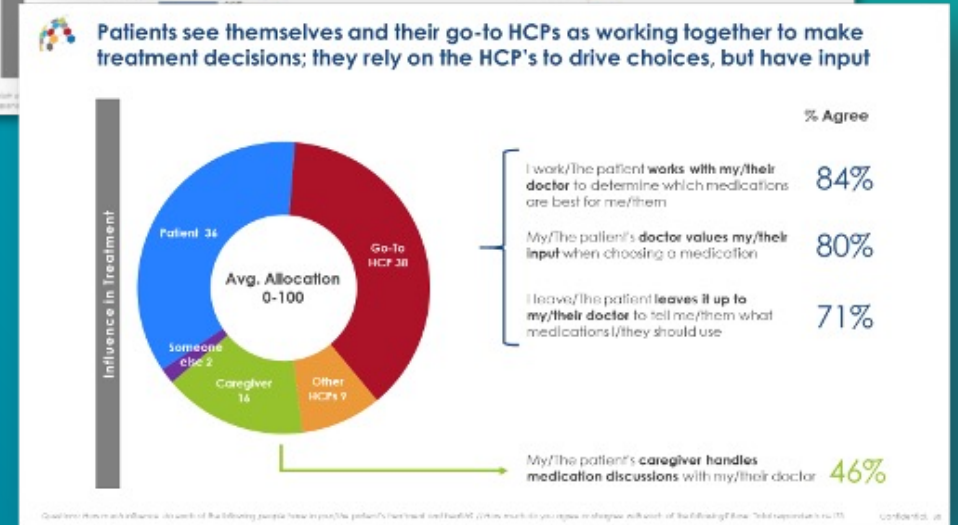 Patients see themselves and their go-to HCPs as working together to make
treatment decisions; they rely on the HCP's to drive choices, but have input
% Agree
Influence in Treatment
Patient 36
Go-To
HCP 38
Avg. Allocation
0-100
Someone
else 2
Caregiver
16
Other
HCPs 9
I work/The patient works with my/their
doctor to determine which medications
are best for me/them
84%
My/The patient's doctor values my/their
input when choosing a medication
80%
I leave/The patient leaves it up to
my/their doctor to tell me/them what
medications I/they should use
71%
My/The patient's caregiver handles
medication discussions with my/their doctor
46%
Confidential